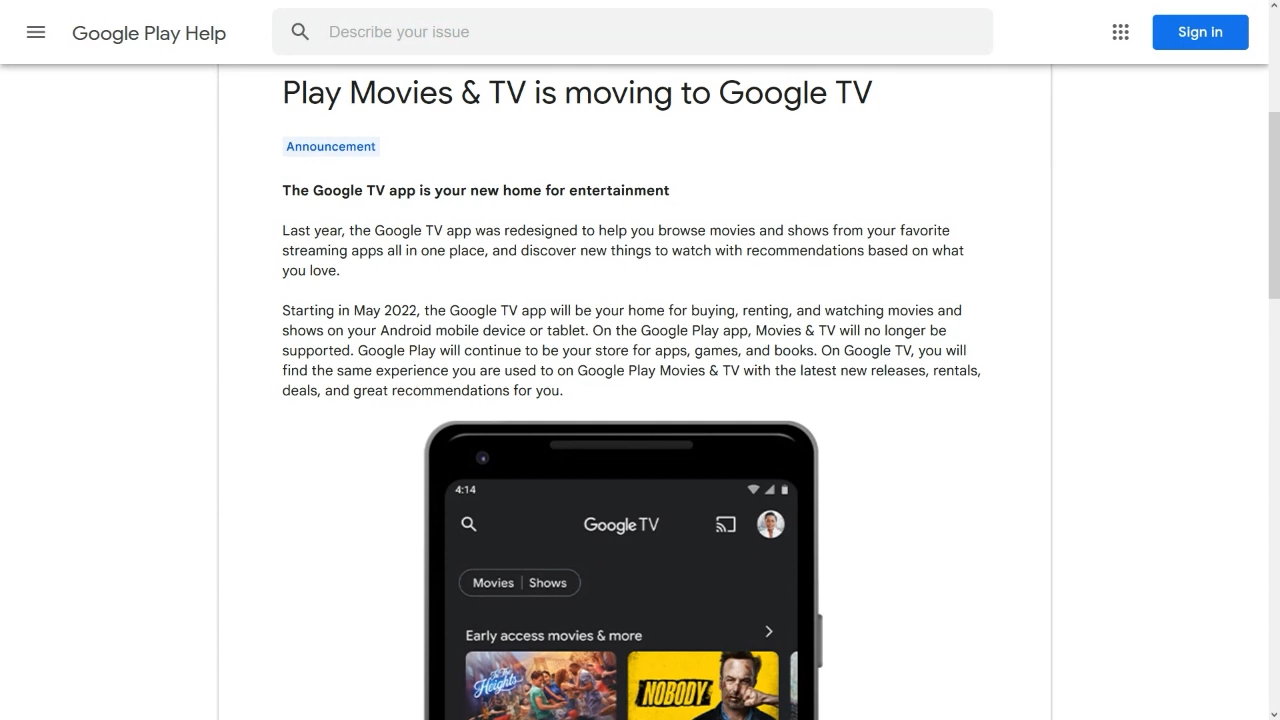 Google Play Help
Describe your issue
Sign in
Play Movies & TV is moving to Google TV
Announcement
The Google TV app is your new home for entertainment
Last year, the Google TV app was redesigned to help you browse movies and shows from your favorite
streaming apps all in one place, and discover new things to watch with recommendations based on what
you love.
Starting in May 2022, the Google TV app will be your home for buying, renting, and watching movies and
shows on your Android mobile device or tablet. On the Google Play app, Movies & TV will no longer be
supported. Google Play will continue to be your store for apps, games, and books. On Google TV, you will
find the same experience you are used to on Google Play Movies & TV with the latest new releases, rentals,
deals, and great recommendations for you.
4:14
Google TV
Movies | Shows
Early access movies & more
In The Heights
NOBODY